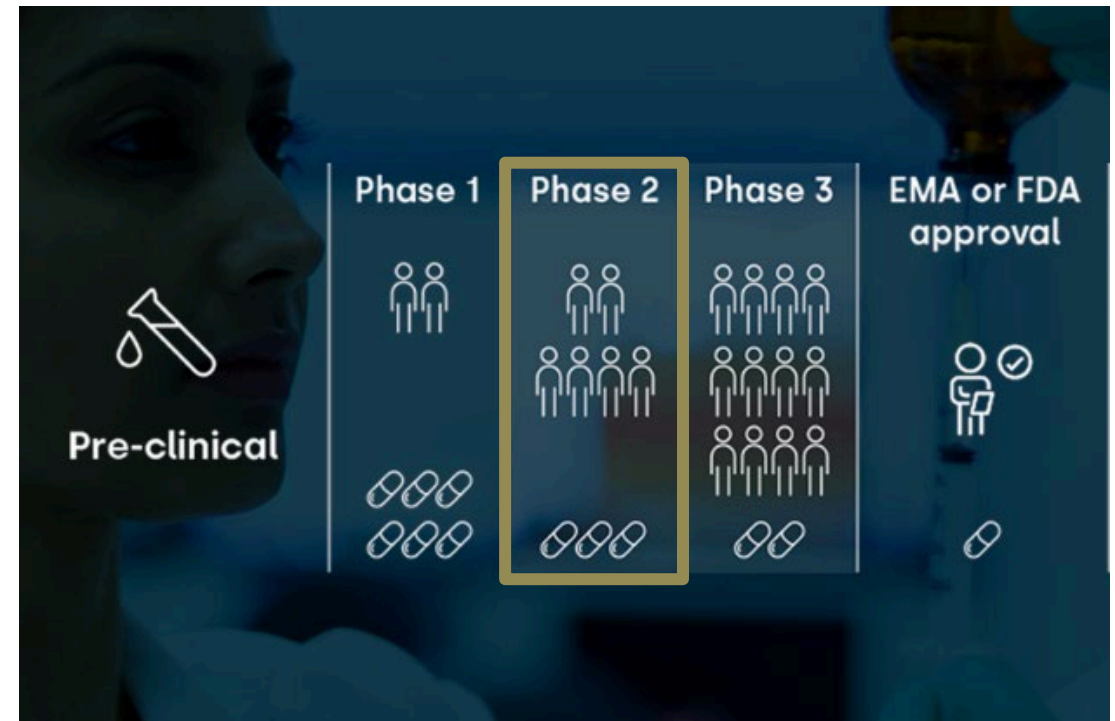 Phase 1
Phase 2
Phase 3
EMA or FDA
approval
Pre-clinical